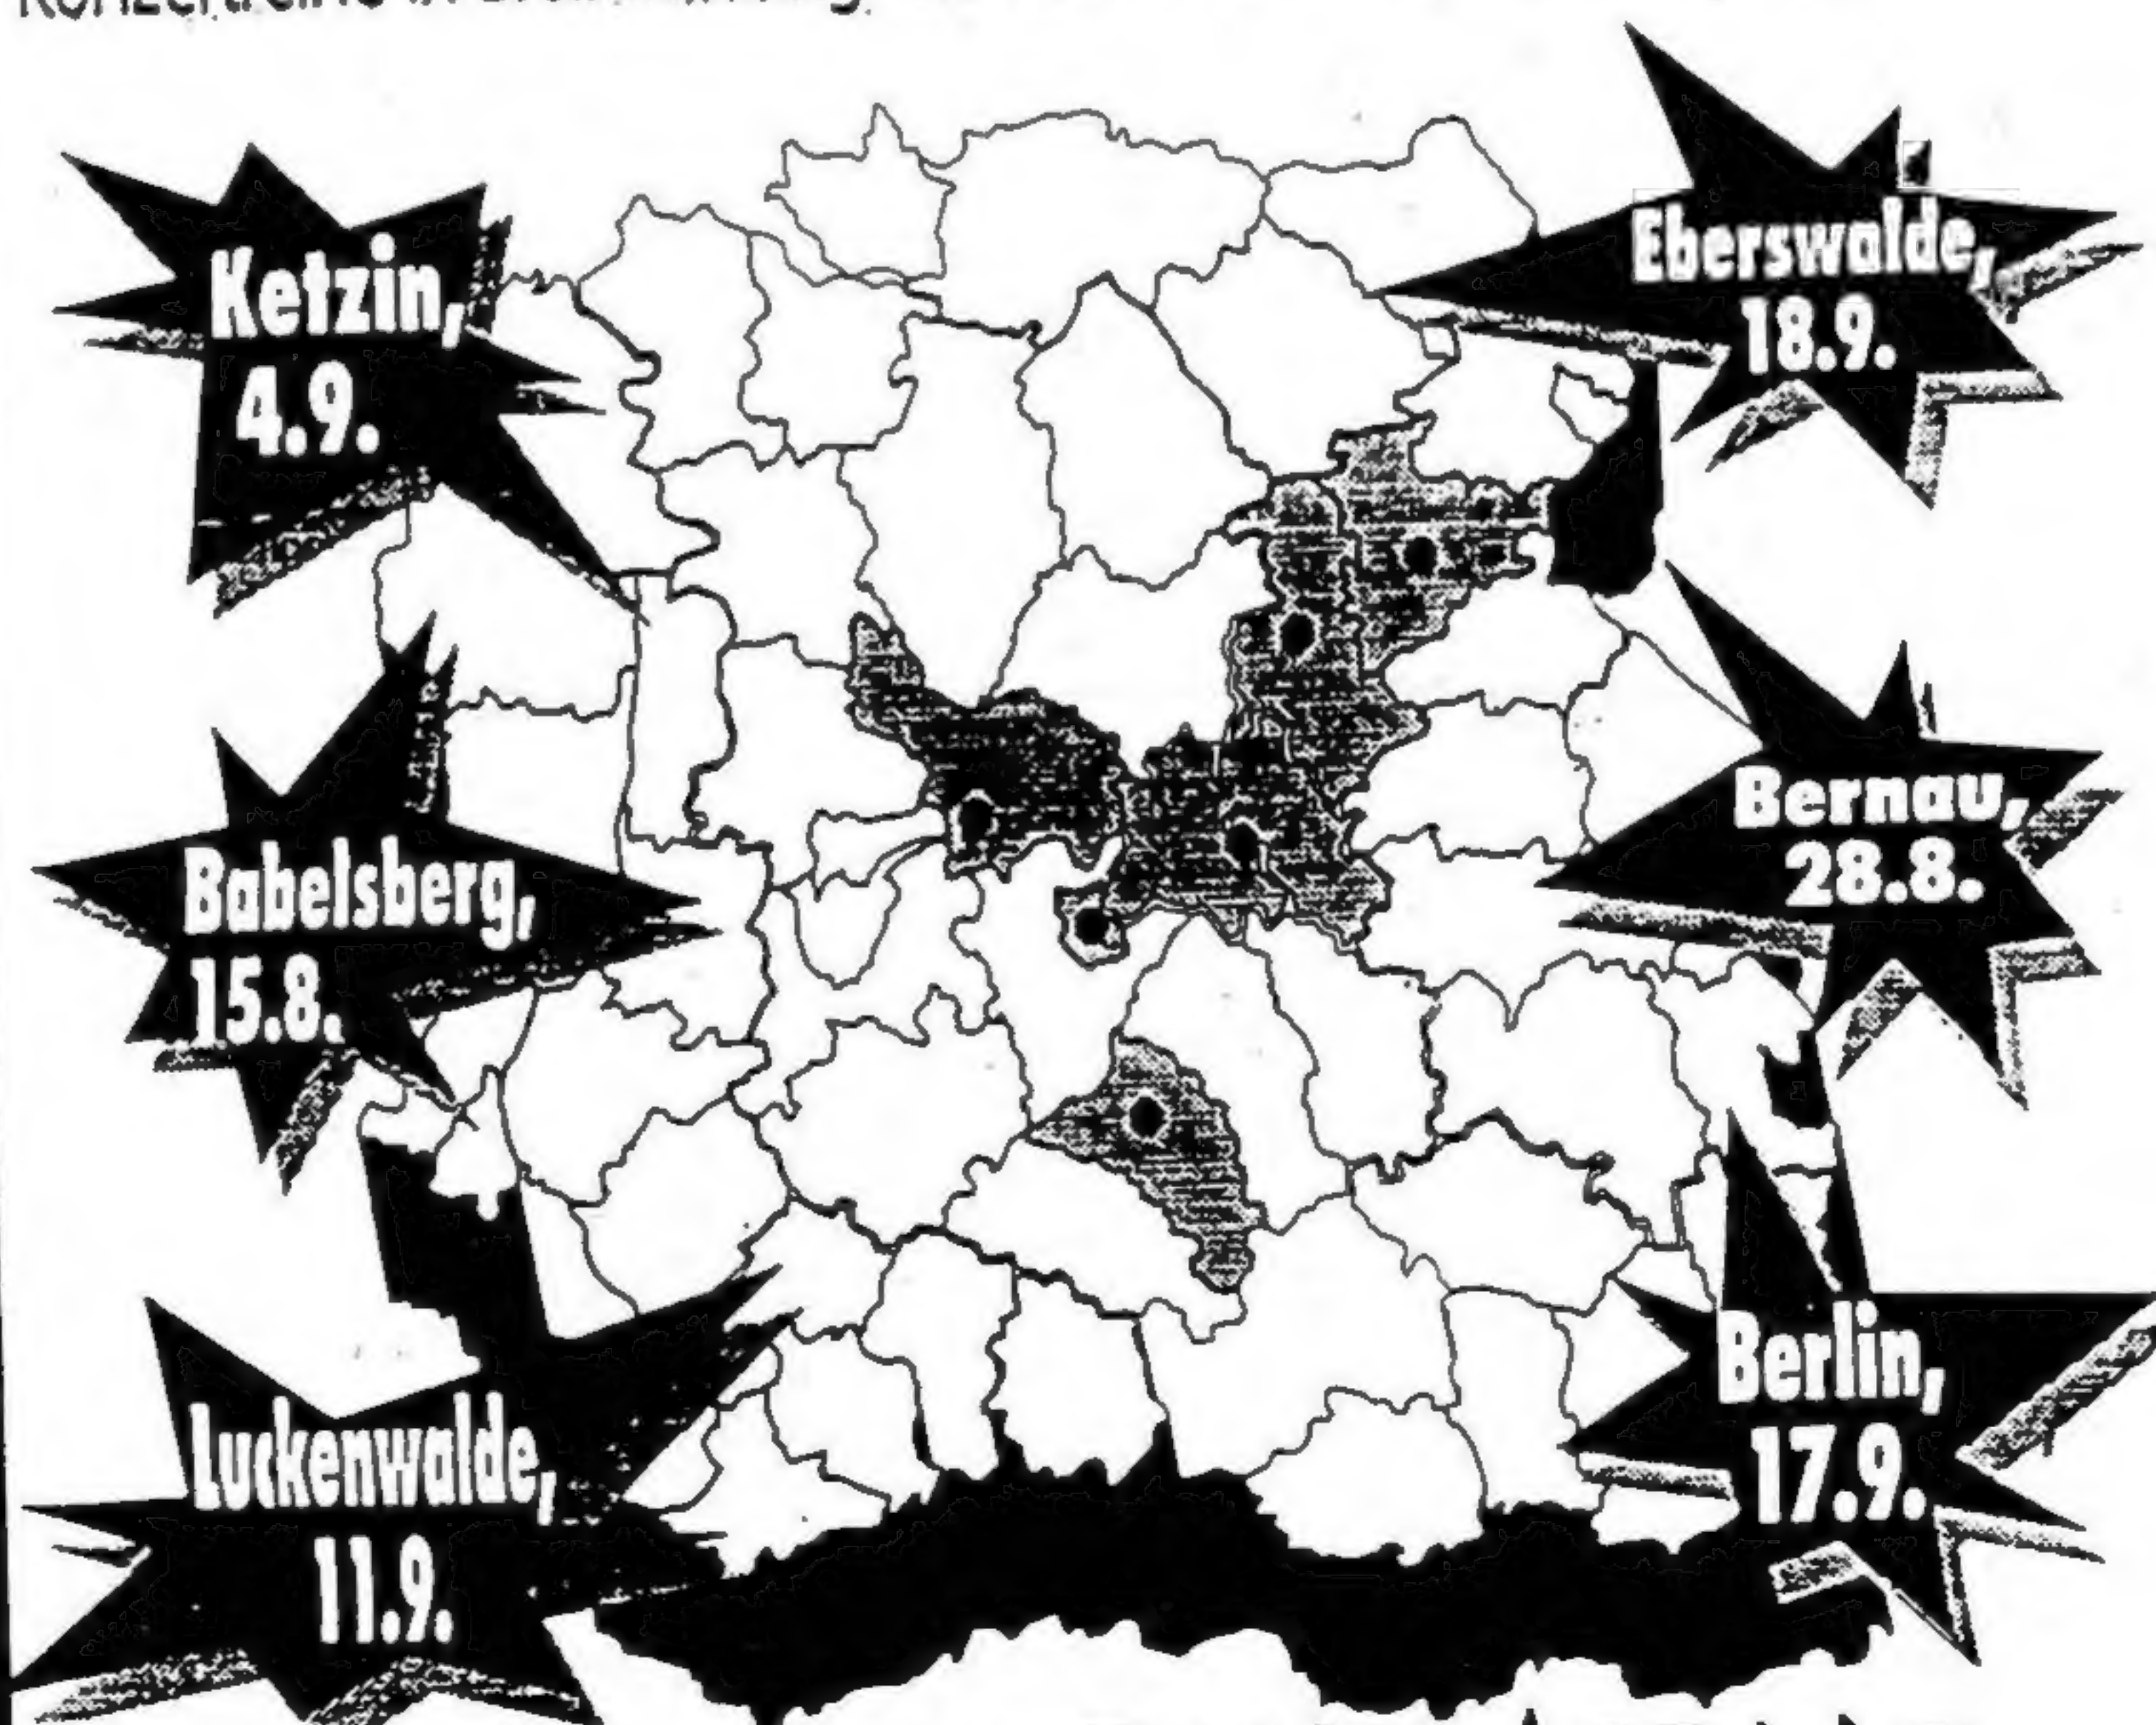 Ketzin,
4.9.
Eberswalde,
18.9.
Babelsberg,
15.8.
Bernau,
28.8.
Luckenwalde,
11.9.
Berlin,
17.9.